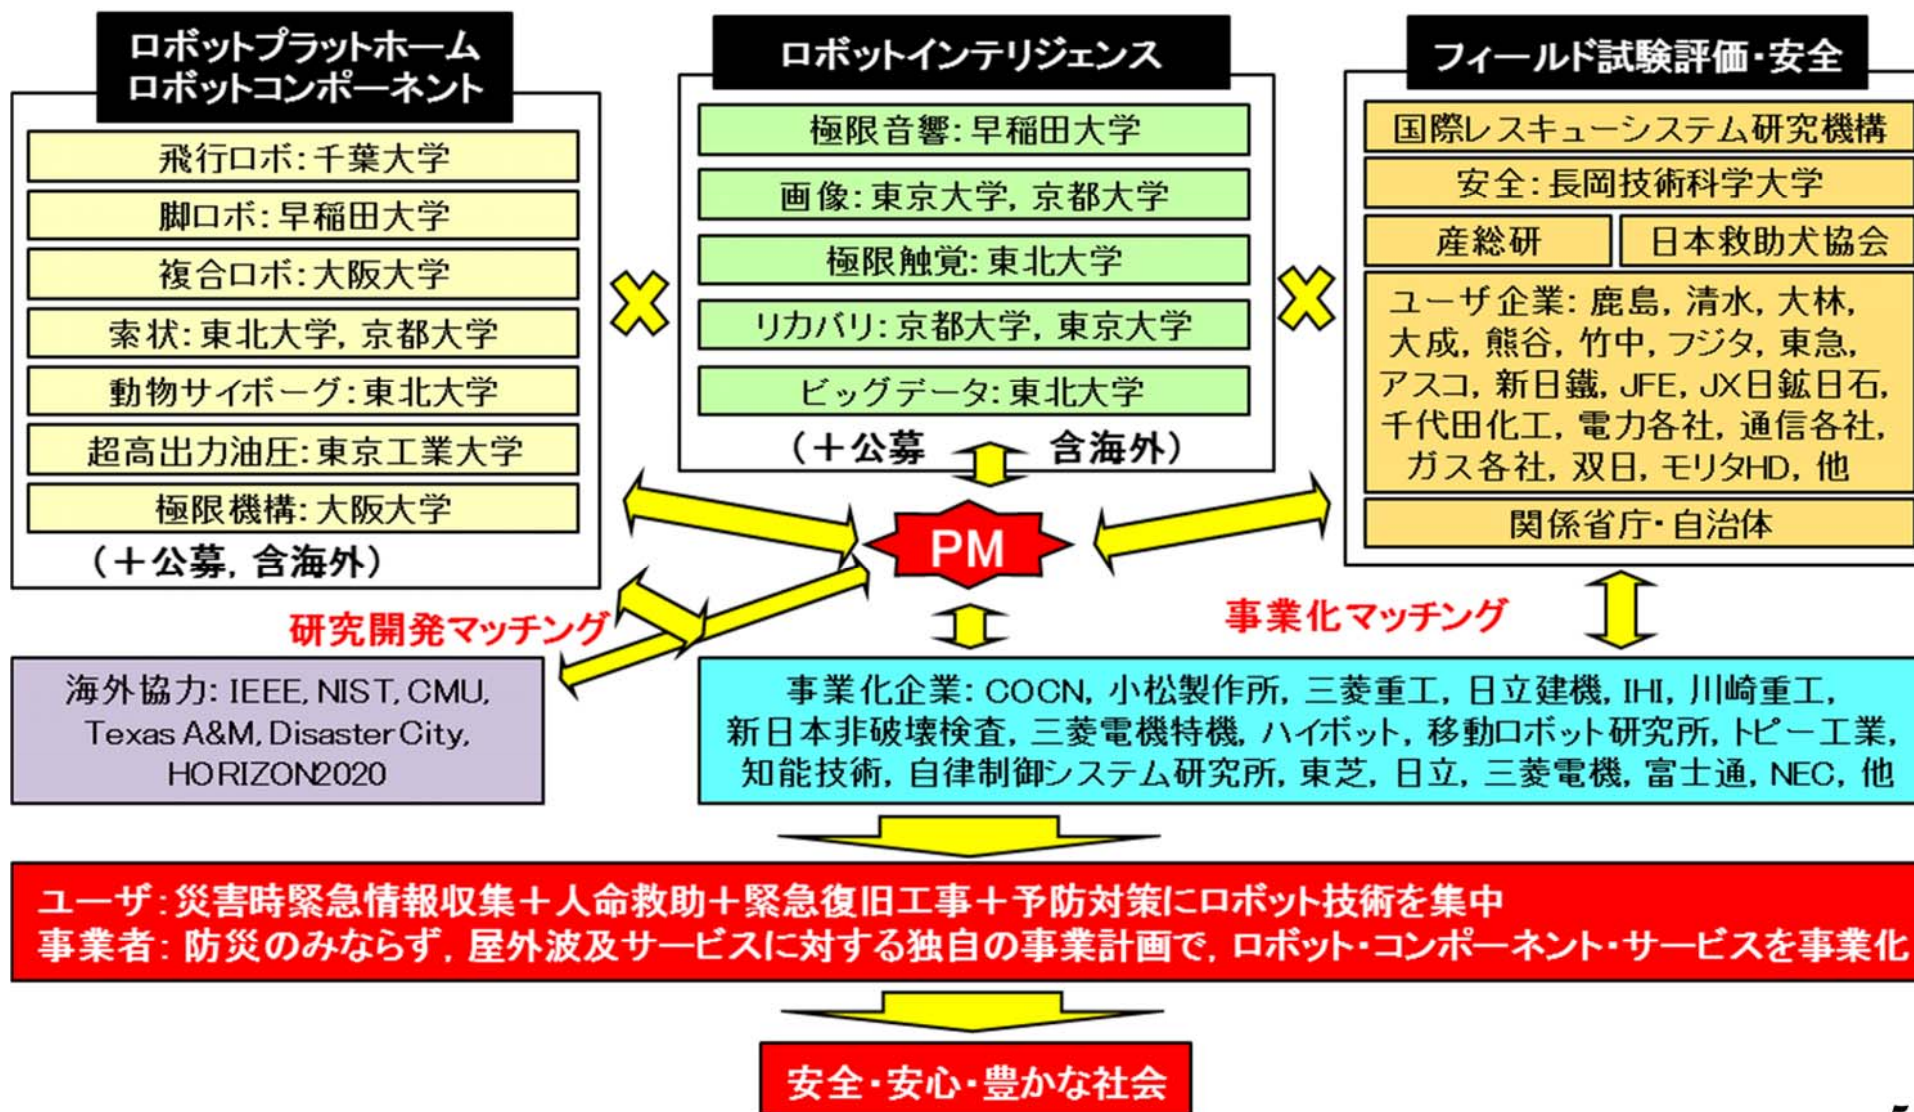 ロボットプラットホーム
ロボットコンポーネント
飛行ロボ:千葉大学
脚ロボ:早稲田大学
複合ロボ:大阪大学
索状:東北大学, 京都大学
動物サイボーグ:東北大学
超高出力油圧:東京工業大学
極限機構:大阪大学
(+公募, 含海外)
ロボットインテリジェンス
極限音響:早稲田大学
画像:東京大学, 京都大学
極限触覚:東北大学
リカバリ:京都大学, 東京大学
ビッグデータ:東北大学
(+公募 含海外)
フィールド試験評価・安全
国際レスキューシステム研究機構
安全:長岡技術科学大学
産総研
日本救助犬協会
ユーザ企業:鹿島, 清水, 大林,
大成, 熊谷, 竹中, フジタ, 東急,
アスコ, 新日鐵, JFE, JX日鉱日石,
千代田化工, 電力各社, 通信各社,
ガス各社, 双日, モリタHD, 他
関係省庁・自治体
PM
研究開発マッチング
事業化マッチング
海外協力:IEEE, NIST, CMU,
Texas A&M, Disaster City,
HORIZON2020
事業化企業:COCN, 小松製作所, 三菱重工, 日立建機, IHI, 川崎重工,
新日本非破壊検査, 三菱電機特機, ハイボット, 移動ロボット研究所, トピー工業,
知能技術, 自律制御システム研究所, 東芝, 日立, 三菱電機, 富士通, NEC, 他
ユーザ:災害時緊急情報収集+人命救助+緊急復旧工事+予防対策にロボット技術を集中
事業者:防災のみならず, 屋外波及サービスに対する独自の事業計画で, ロボット・コンポーネント・サービスを事業化
安全・安心・豊かな社会